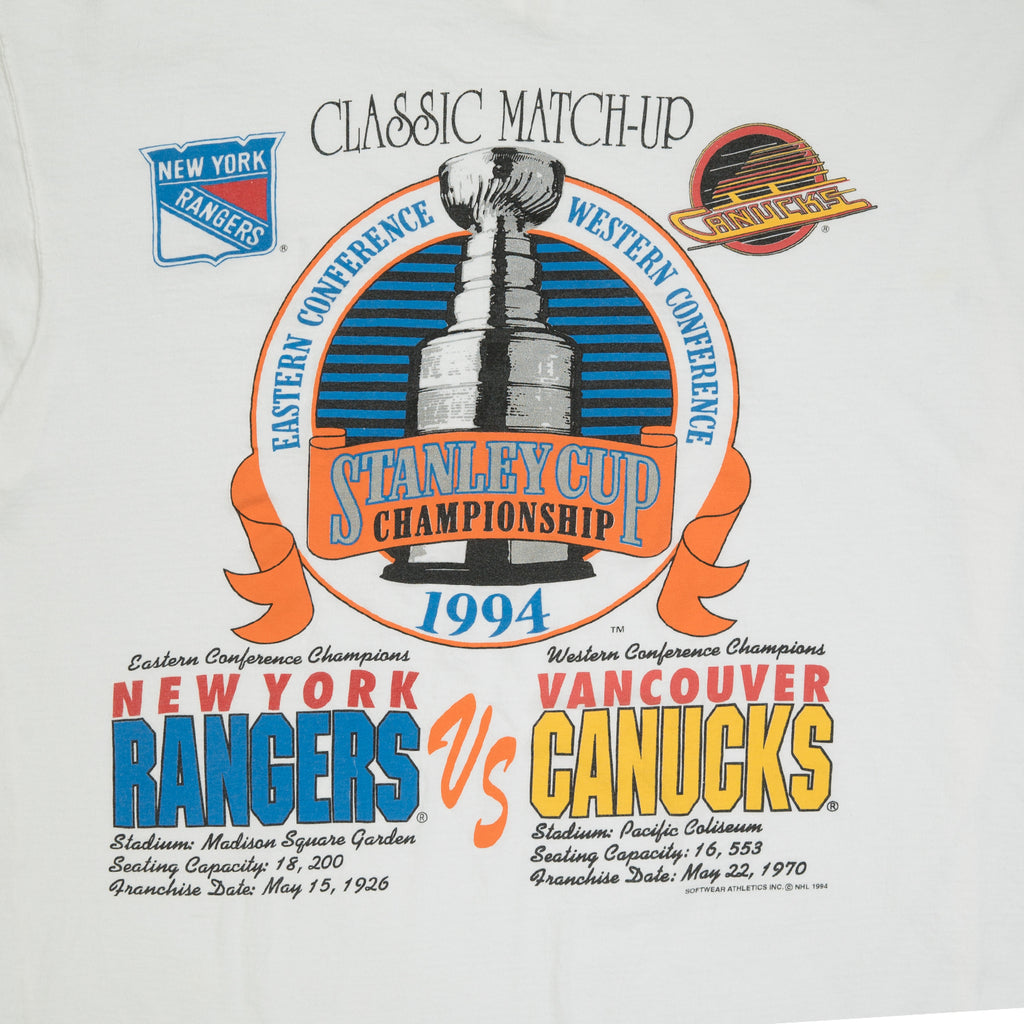 CLASSIC MATCH-UP
NEW YORK
RANGERS
®
CANUCKS
®
EASTERN CONFERENCE
WESTERN CONFERENCE
STANLEY CUP
CHAMPIONSHIP
1994
TM
Eastern Conference Champions
NEW YORK
RANGERS®
Stadium: Madison Square Garden
Seating Capacity: 18, 200
Franchise Date: May 15, 1926
VS
Western Conference Champions
VANCOUVER
CANUCKS®
Stadium: Pacific Coliseum
Seating Capacity: 16, 553
Franchise Date: May 22, 1970
SOFTWEAR ATHLETICS INC. © NHL 1994